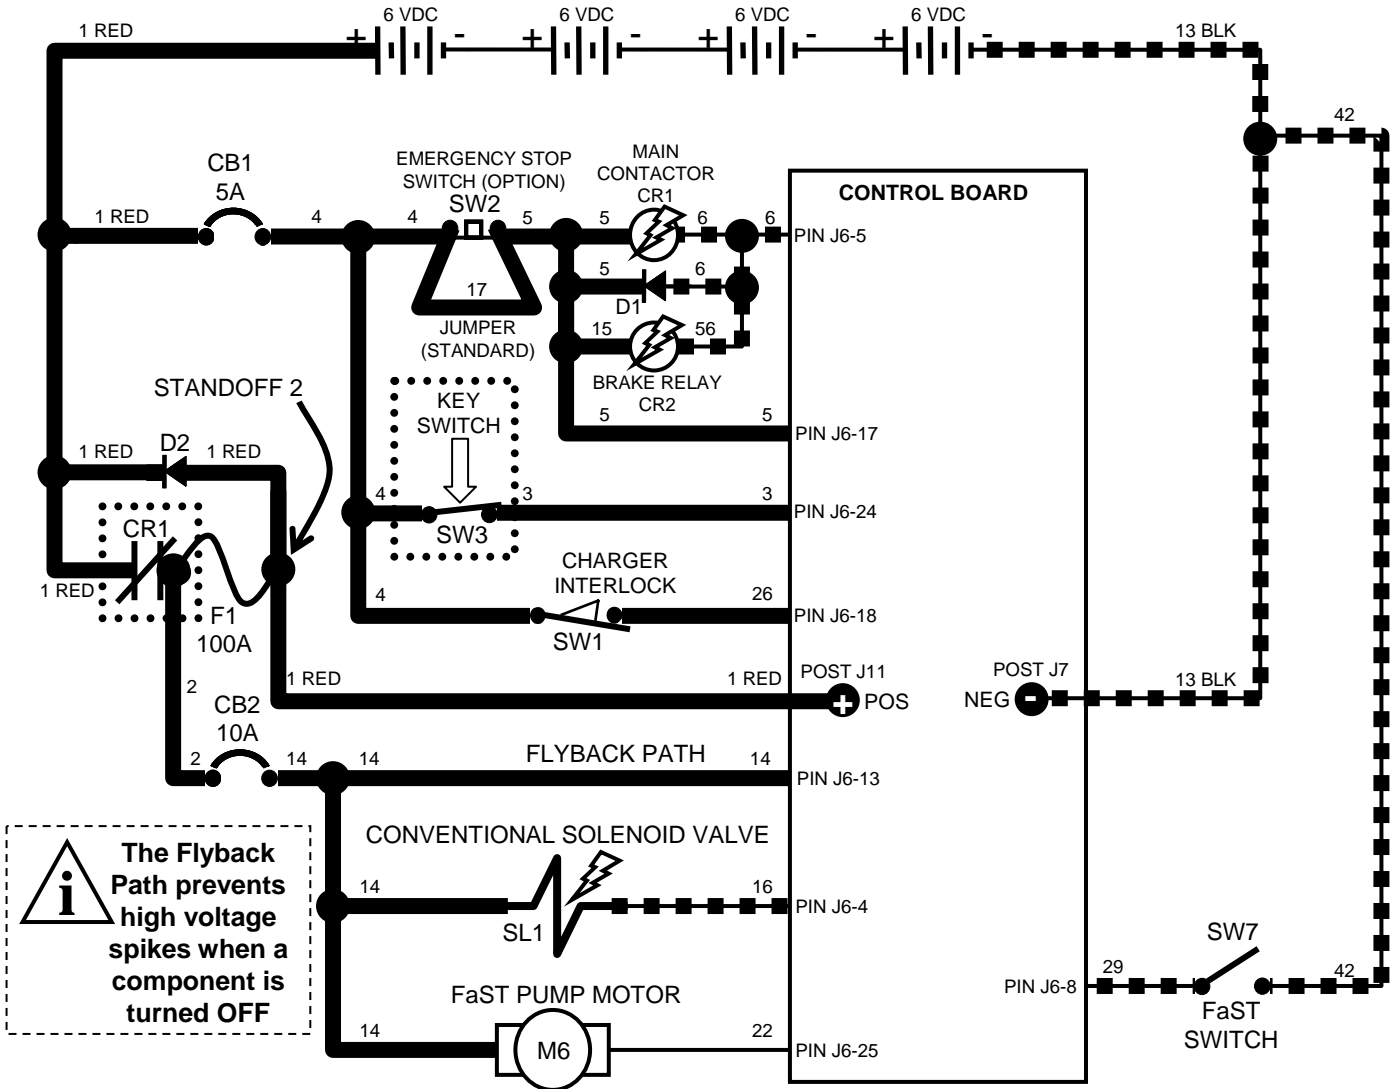 1 RED
6 VDC
6 VDC
6 VDC
6 VDC
+
-
+
-
+
-
+
-
13 BLK
42
CB1
5A
EMERGENCY STOP
SWITCH (OPTION)
SW2
MAIN
CONTACTOR
CR1
CONTROL BOARD
1 RED
4
4
5
5
6
6
PIN J6-5
17
5
6
D1
JUMPER
(STANDARD)
15
56
BRAKE RELAY
CR2
STANDOFF 2
KEY
SWITCH
5
5
PIN J6-17
1 RED
D2
1 RED
4
3
3
PIN J6-24
SW3
CR1
CHARGER
INTERLOCK
1 RED
4
26
PIN J6-18
F1
100A
SW1
2
1 RED
1 RED
POST J11
+
POS
POST J7
NEG
-
13 BLK
CB2
10A
2
14
14
FLYBACK PATH
14
PIN J6-13
i
The Flyback
Path prevents
high voltage
spikes when a
component is
turned OFF
CONVENTIONAL SOLENOID VALVE
14
16
PIN J6-4
SL1
SW7
PIN J6-8
29
42
FaST
SWITCH
FaST PUMP MOTOR
14
M6
22
PIN J6-25